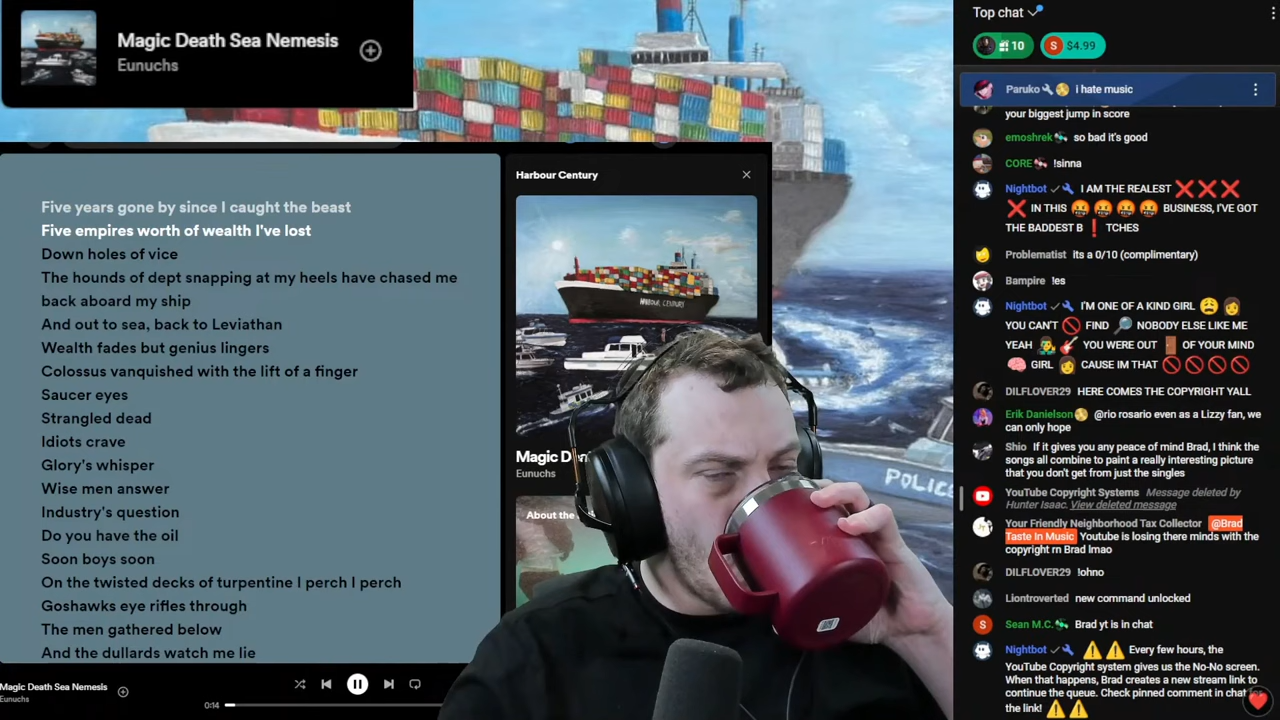 Magic Death Sea Nemesis
Eunuchs
Five years gone by since I caught the beast
Five empires worth of wealth I've lost
Down holes of vice
The hounds of dept snapping at my heels have chased me
back aboard my ship
And out to sea, back to Leviathan
Wealth fades but genius lingers
Colossus vanquished with the lift of a finger
Saucer eyes
Strangled dead
Idiots crave
Glory's whisper
Wise men answer
Industry's question
Do you have the oil
Soon boys soon
On the twisted decks of turpentine I perch I perch
Goshawks eye rifles through
The men gathered below
And the dullards watch me lie
Magic Death Sea Nemesis
Eunuchs
0:14
Harbour Century
HARBOUR CENTURY
Magic De
Eunuchs
About the
POLICE
Top chat
10
S $4.99
Paruko i hate music
your biggest jump in score
emoshrek so bad it's good
CORE !sinna
Nightbot I AM THE REALEST ❌❌❌
❌ IN THIS 🤬🤬🤬🤬 BUSINESS, I'VE GOT
THE BADDEST B ❗ TCHES
Problematist its a 0/10 (complimentary)
Bampire !es
Nightbot I'M ONE OF A KIND GIRL 😩 👩
YOU CAN'T 🚫 FIND 🔎 NOBODY ELSE LIKE ME
YEAH 👨‍🎤 🎸 YOU WERE OUT 🚪 OF YOUR MIND
🧠 GIRL 👩 CAUSE IM THAT 🚫🚫🚫🚫
DILFLOVER29 HERE COMES THE COPYRIGHT YALL
Erik Danielson @rio rosario even as a Lizzy fan, we
can only hope
Shio If it gives you any peace of mind Brad, I think the
songs all combine to paint a really interesting picture
that you don't get from just the singles
YouTube Copyright Systems Message deleted by
Hunter Isaac. View deleted message
Your Friendly Neighborhood Tax Collector @Brad
Taste In Music Youtube is losing there minds with the
copyright rn Brad lmao
DILFLOVER29 !ohno
Liontroverted new command unlocked
S Sean M.C. Brad yt is in chat
Nightbot ⚠️ ⚠️ Every few hours, the
YouTube Copyright system gives us the No-No screen.
When that happens, Brad creates a new stream link to
continue the queue. Check pinned comment in chat for
the link! ⚠️ ⚠️